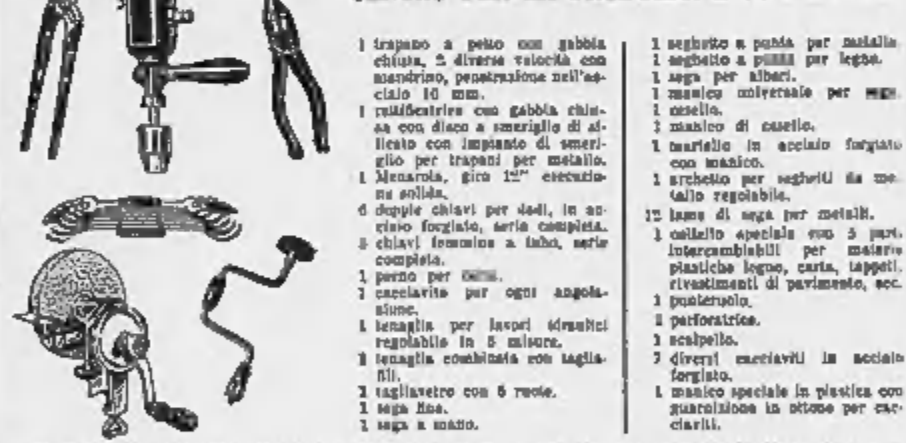 1 trapano a petto con gabbia
chiusa, 2 diverse velocità con
mandrino, penetrazione nell'ac-
ciaio 10 mm.
1 con gabbia chiu-
sa con disco a smeriglio di si-
licato con impianto di smeri-
glio per trapani per metallo.
1 Menarola, giro 12" esecuzio-
ne solida.
6 doppie chiavi per dadi, in ac-
ciaio forgiato, serie completa.
chiavi femmine a tubo, serie
completa.
1 perno per
1 cacciavite per ogni angola-
zione.
1 tenaglia per lavori idraulici
regolabile in 5 misure.
1 tenaglia combinata con taglia-
fili.
1 tagliavetro con 6 ruote.
1 sega fine.
1 sega a mano.
1 seghetto a punta per metallo.
1 seghetto a punta per legno.
1 sega per alberi.
1 manico universale per
1
1 manico di
1 martello in acciaio forgiato
con manico.
1 archetto per seghetti da me-
tallo regolabile.
12 lame di sega per metalli.
1 coltello speciale con 5 part.
intercambiabili per materie
plastiche legno, carta, tappeti,
rivestimenti di pavimento, ecc.
1 punteruolo.
1 perforatrice.
1 scalpello.
7 diversi cacciaviti in acciaio
forgiato.
1 manico speciale in plastica con
guarnizione in ottone per cac-
ciaviti.